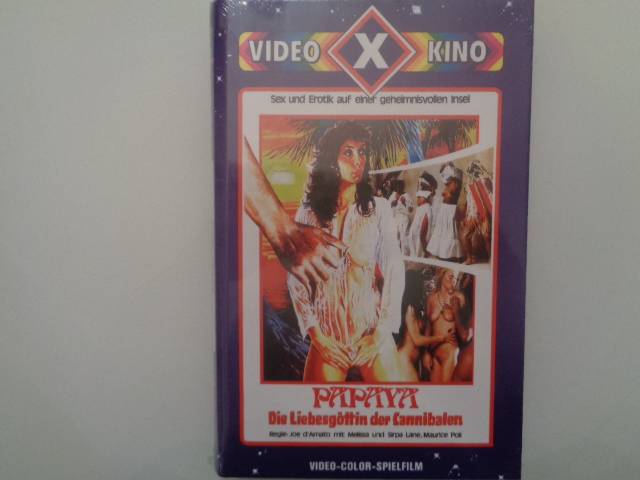 VIDEO X KINO
Sex und Erotik auf einer geheimnisvollen Insel
PAPAYA
Die Liebesgöttin der Cannibalen
Regie: Joe d'Amato mit Melissa und Sirpa Lane, Maurice Poli
VIDEO-COLOR-SPIELFILM